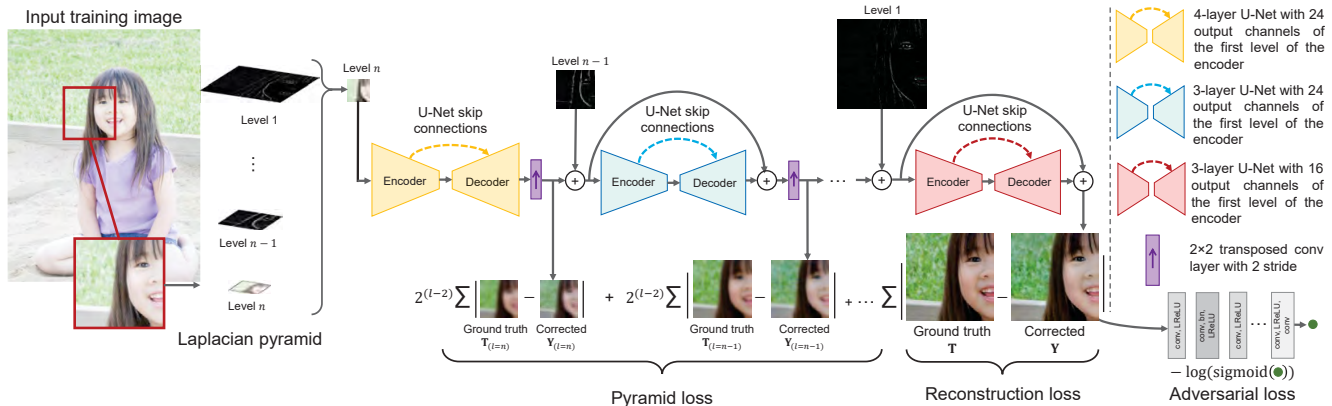 Input training image
Level 1
⋮
Level n−1
Level n
Laplacian pyramid
Level n
U-Net skip
connections
Encoder
Decoder
Level n−1
U-Net skip
connections
Encoder
Decoder
...
Level 1
U-Net skip
connections
Encoder
Decoder
2^(l−2) ∑ | − |
Ground truth
T(l=n)
Corrected
Y(l=n)
+ 2^(l−2) ∑ | − |
Ground truth
T(l=n−1)
Corrected
Y(l=n−1)
+ ... ∑ | − |
Ground truth
T
Corrected
Y
Pyramid loss
Reconstruction loss
4-layer U-Net with 24
output channels of
the first level of the
encoder
3-layer U-Net with 24
output channels of
the first level of the
encoder
3-layer U-Net with 16
output channels of
the first level of the
encoder
2×2 transposed conv
layer with 2 stride
conv, LReLU
conv, bn,
LReLU
conv, LReLU
...
conv, LReLU,
conv
− log(sigmoid(●))
Adversarial loss